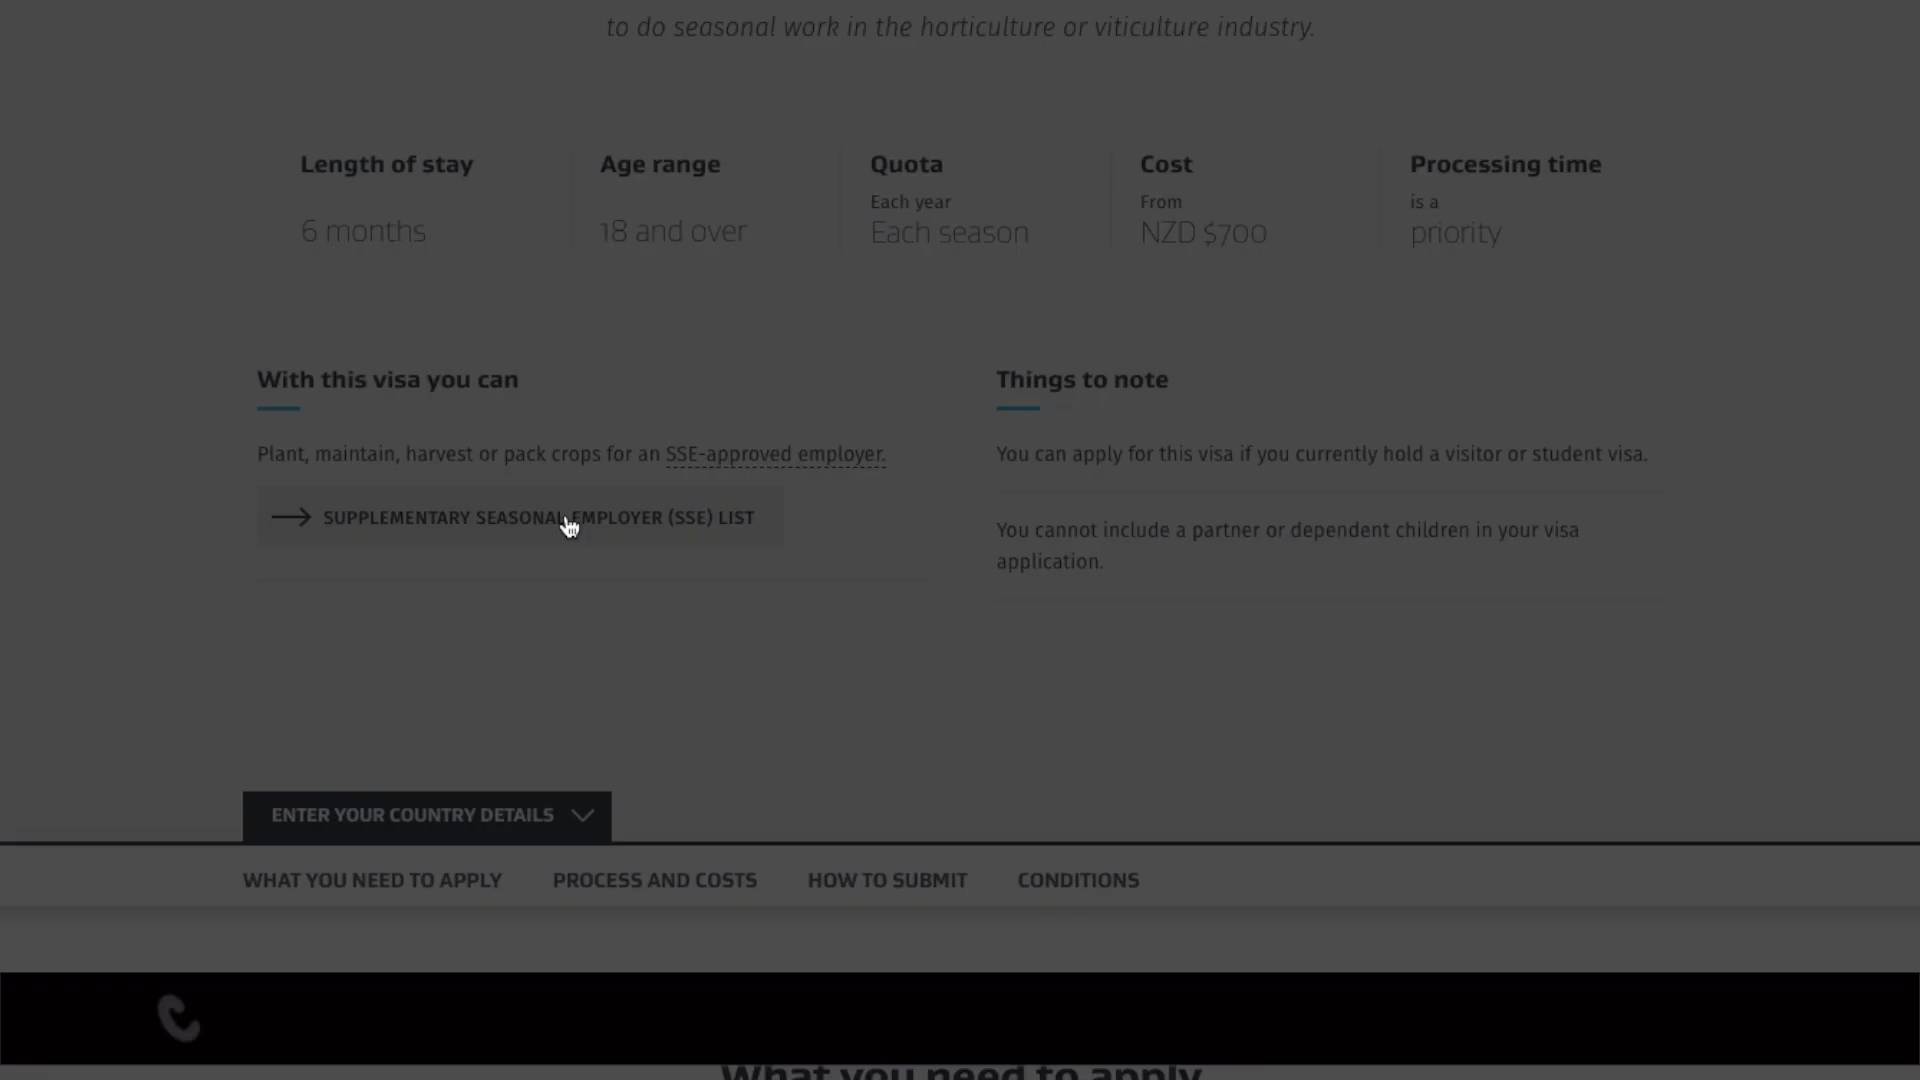 to do seasonal work in the horticulture or viticulture industry.
Length of stay
6 months
Age range
18 and over
Quota
Each year
Each season
Cost
From
NZD $700
Processing time
is a
priority
With this visa you can
Plant, maintain, harvest or pack crops for an SSE-approved employer.
SUPPLEMENTARY SEASONAL EMPLOYER (SSE) LIST
Things to note
You can apply for this visa if you currently hold a visitor or student visa.
You cannot include a partner or dependent children in your visa
application.
ENTER YOUR COUNTRY DETAILS
WHAT YOU NEED TO APPLY
PROCESS AND COSTS
HOW TO SUBMIT
CONDITIONS
What you need to apply